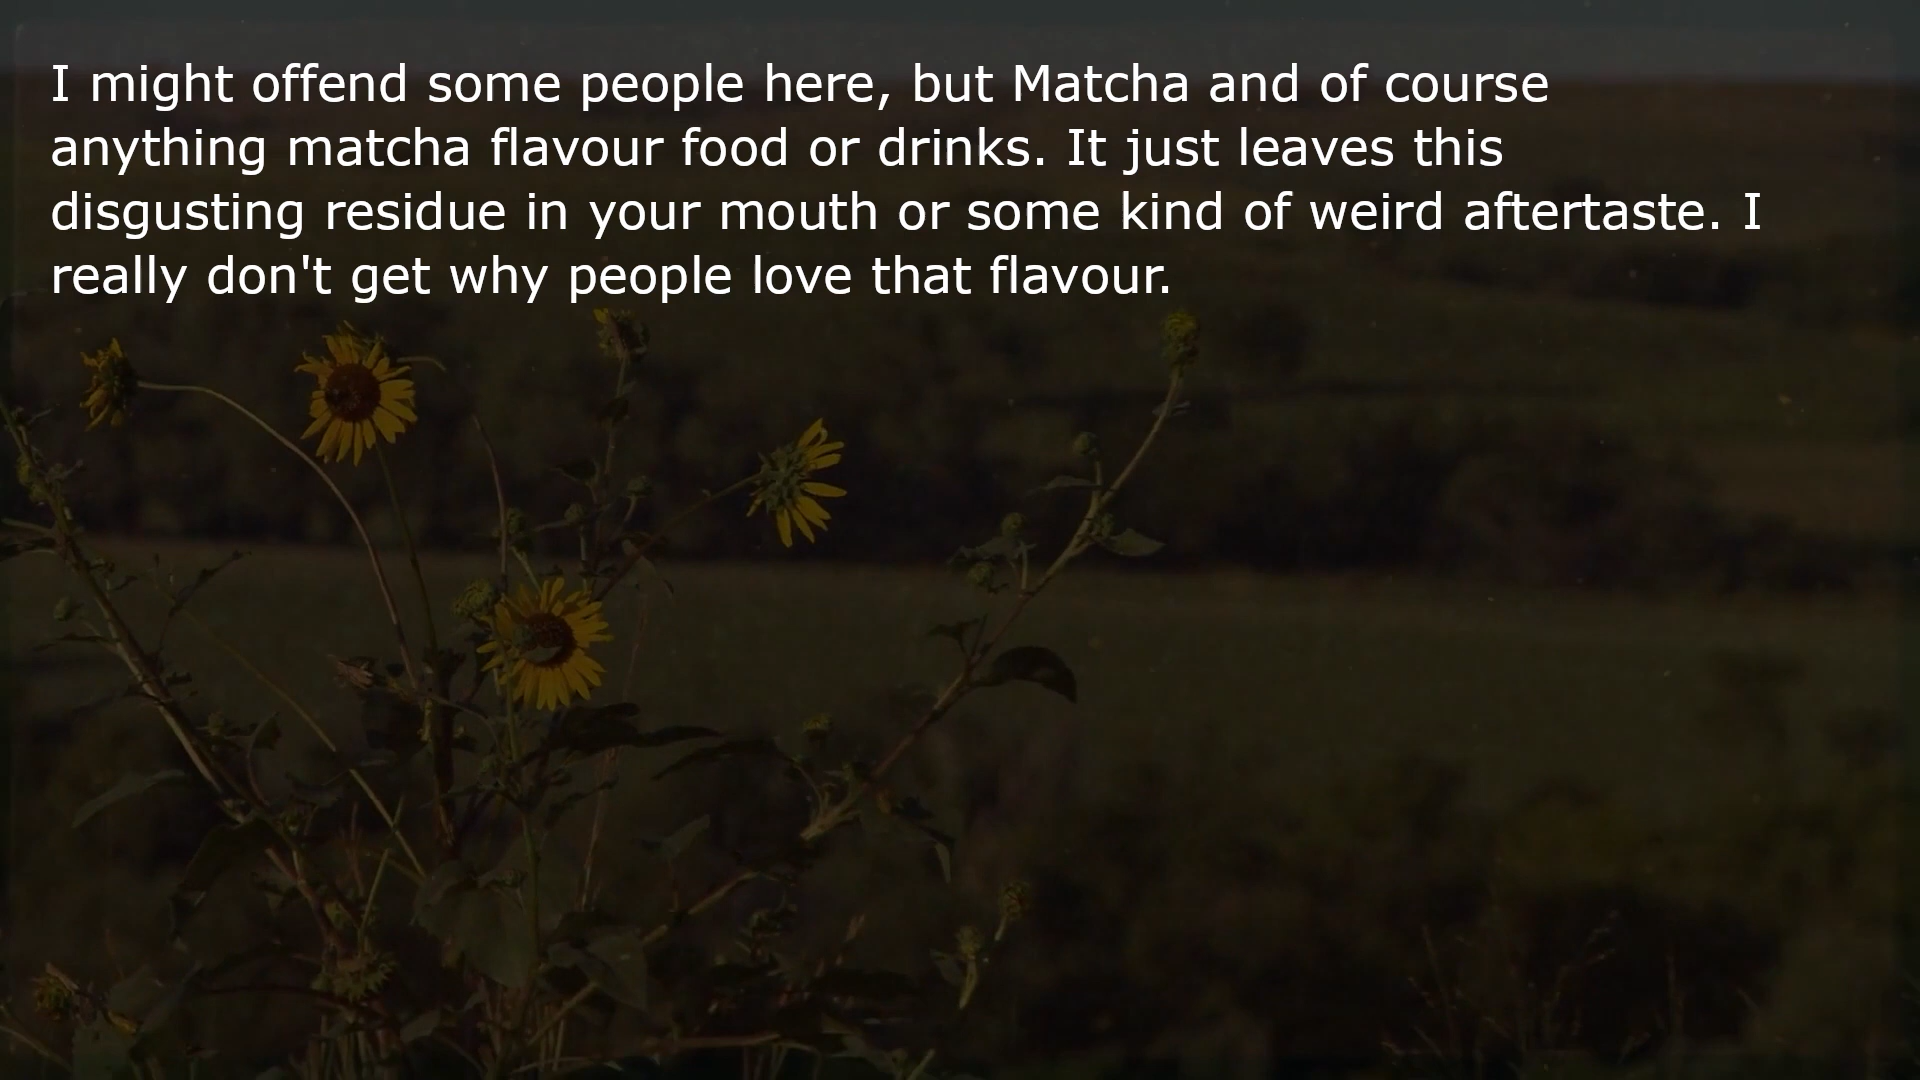 I might offend some people here, but Matcha and of course
anything matcha flavour food or drinks. It just leaves this
disgusting residue in your mouth or some kind of weird aftertaste. I
really don't get why people love that flavour.